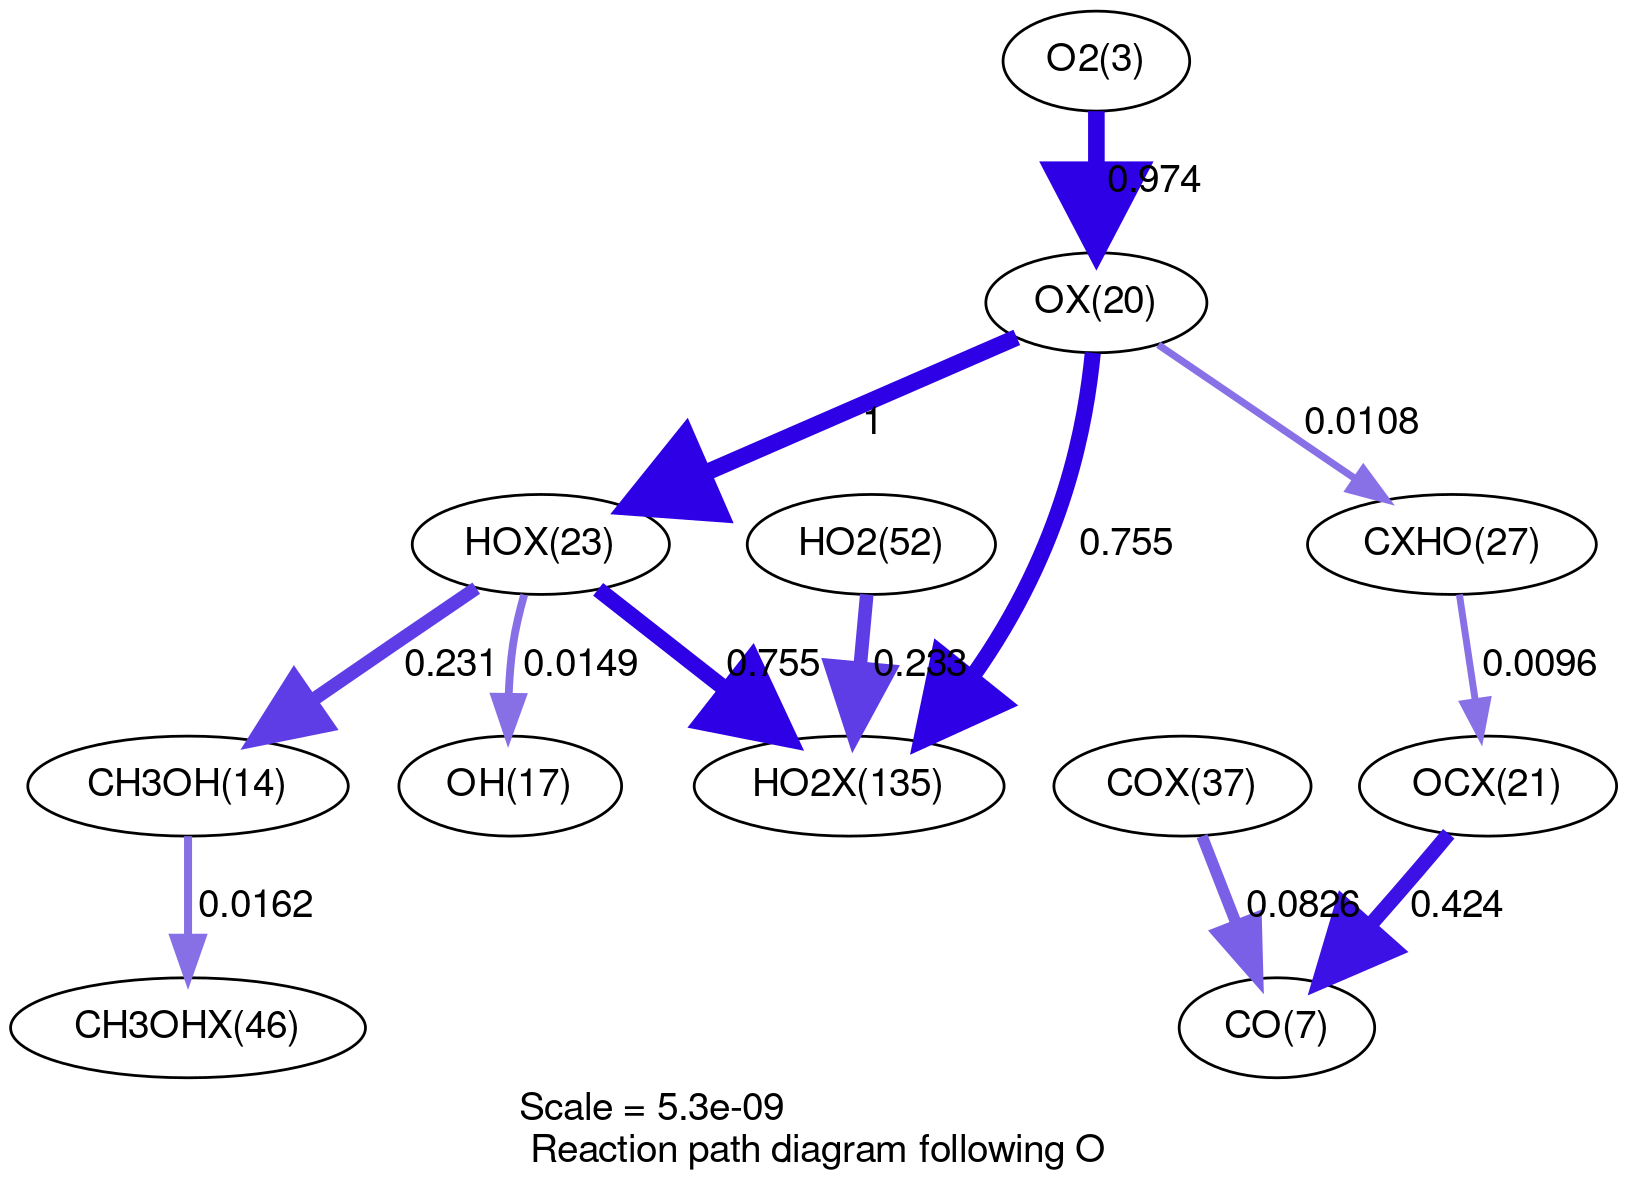 O2(3)
0.974
OX(20)
1
0.0108
HOX(23)
HO2(52)
0.755
CXHO(27)
0.231
0.0149
0.755
0.233
0.0096
CH3OH(14)
OH(17)
HO2X(135)
COX(37)
OCX(21)
0.0162
0.0826
0.424
CH3OHX(46)
CO(7)
Scale = 5.3e-09
Reaction path diagram following O